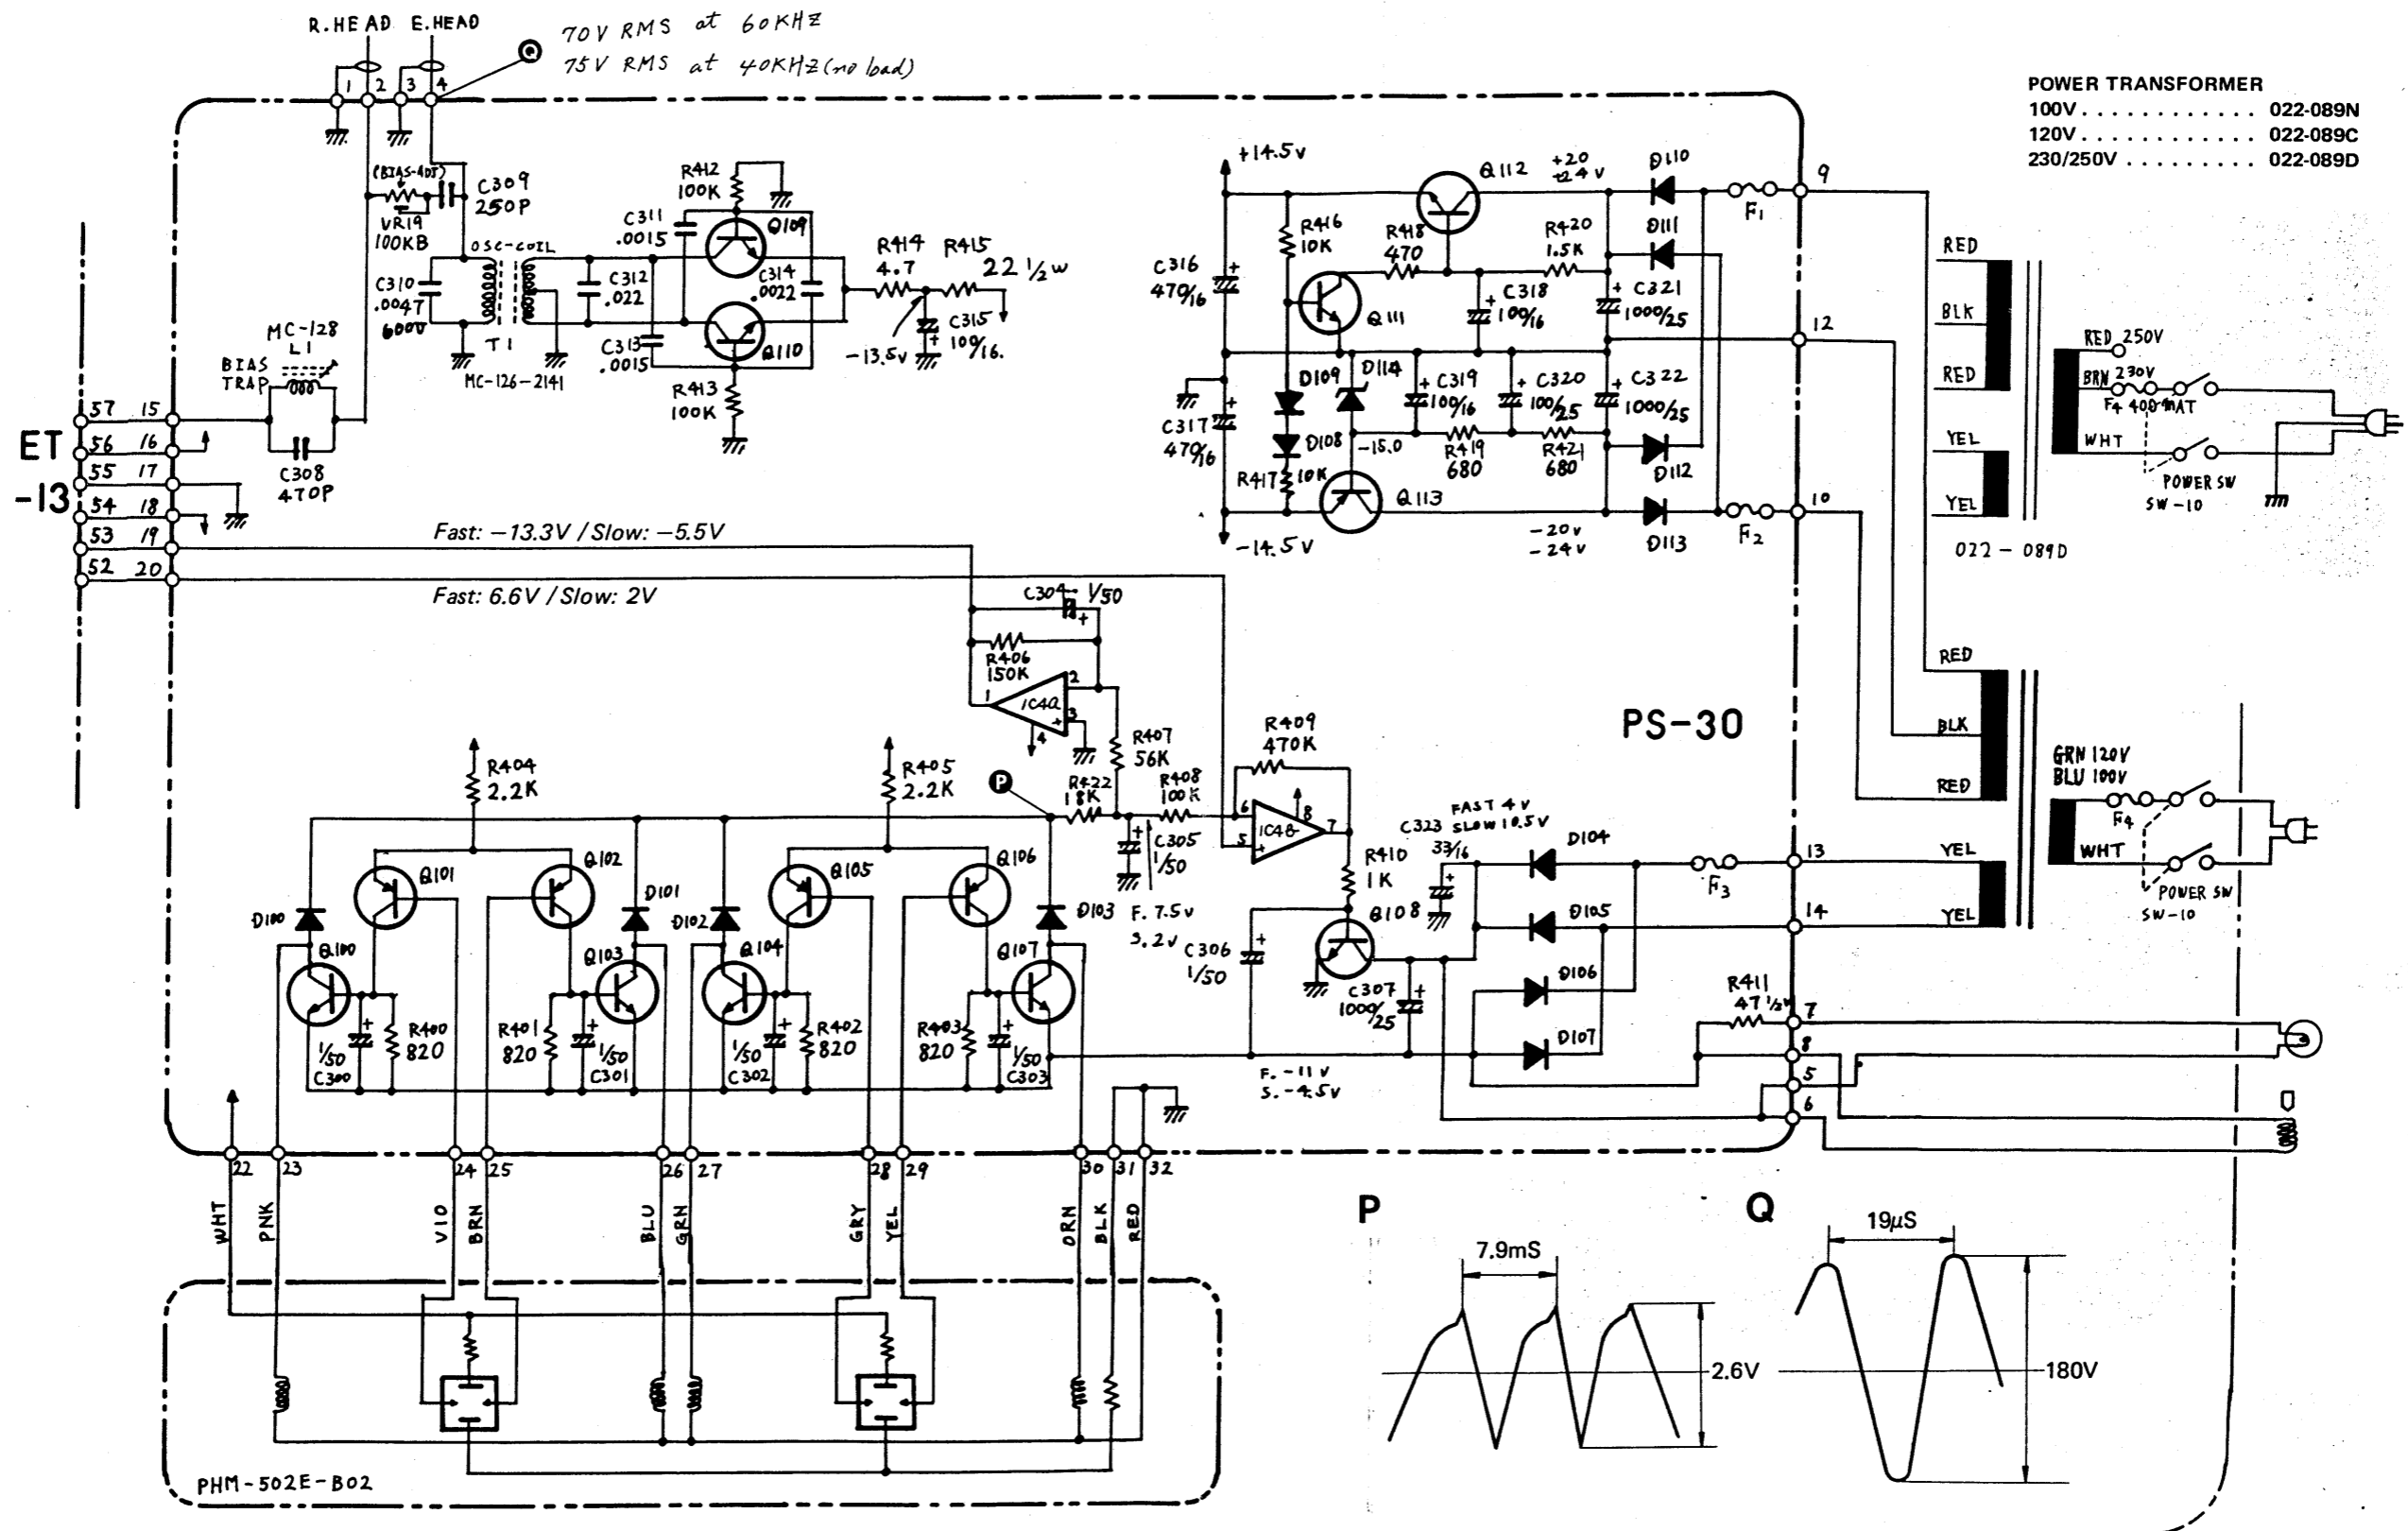 R.HEAD E.HEAD
Q
70V RMS at 60KHZ
75V RMS at 40KHZ (no load)
1 2 3 4
POWER TRANSFORMER
100V . . . . . . . . . . . . 022-089N
120V . . . . . . . . . . . . 022-089C
230/250V . . . . . . . . . 022-089D
(BIAS-ADJ)
C309
250P
VR19
100KB
OSC-COIL
C310
.0047
600V
T1
MC-126-2141
MC-128
L1
BIAS
TRAP
C308
470P
R412
100K
C311
.0015
Q109
C312
.022
C314
.0022
C313
.0015
Q110
R413
100K
R414
4.7
R415
22 1/2W
-13.5V
C315
100/16.
+14.5V
Q112
+20
+24V
D110
D111
F1
9
R416
10K
R418
470
R420
1.5K
C316
470/16
Q111
C318
100/16
C321
1000/25
12
D109
D114
C319
100/16
C320
100/25
C322
1000/25
C317
470/16
D108
-15.0
R419
680
R421
680
D112
R417 10K
Q113
-20V
-24V
D113
F2
10
-14.5V
RED
BLK
RED
YEL
YEL
022-089D
RED 250V
BRN 230V
F4 400mAT
WHT
POWER SW
SW-10
ET
-13
57 15
56 16
55 17
54 18
53 19
52 20
Fast: −13.3V / Slow: −5.5V
Fast: 6.6V / Slow: 2V
C304 1/50
R406
150K
1
IC4a
2
3
+
4
R407
56K
R409
470K
PS-30
R404
2.2K
R405
2.2K
P
R422
18K
R408
100K
6
5
IC4B
8
7
+
C305
1/50
F. 7.5V
S. 2V
R410
1K
FAST 4V
SLOW 10.5V
C323
33/16
D104
F3
13
D105
14
Q108
C306
1/50
C307
1000/25
D106
D107
R411
47 1/2W
7
8
5
6
F. -11V
S. -4.5V
RED
BLK
RED
YEL
YEL
GRN 120V
BLU 100V
F4
WHT
POWER SW
SW-10
Q101
Q102
D100
D101
Q100
Q103
R400
820
1/50
C300
R401
820
1/50
C301
Q105
Q106
D102
D103
Q104
Q107
1/50
C302
R402
820
R403
820
1/50
C303
22 23 24 25 26 27 28 29 30 31 32
WHT PNK VIO BRN BLU GRN GRY YEL ORN BLK RED
PHM-502E-B02
P
7.9mS
2.6V
Q
19μS
180V